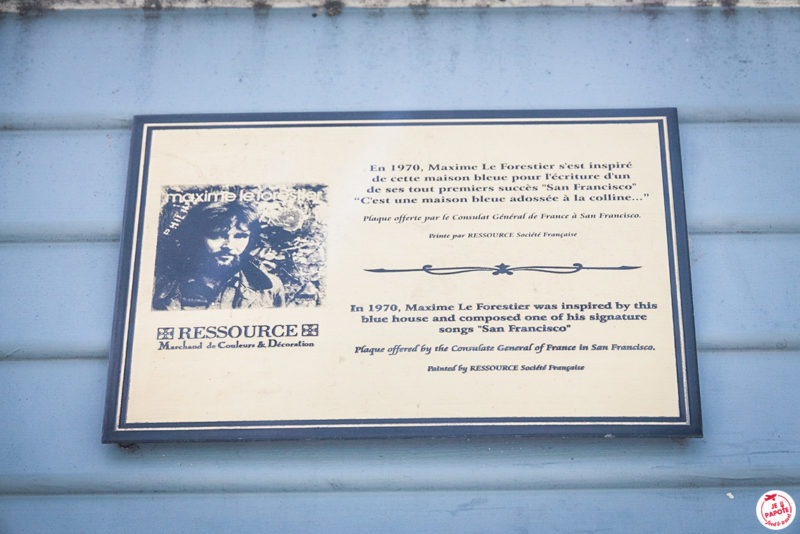 maxime le forestier
RESSOURCE
Marchand de Couleurs & Décoration
En 1970, Maxime Le Forestier s'est inspiré
de cette maison bleue pour l'écriture d'un
de ses tout premiers succès "San Francisco"
"C'est une maison bleue adossée à la colline..."
Plaque offerte par le Consulat Général de France à San Francisco.
Printe par RESSOURCE Société Française
In 1970, Maxime Le Forestier was inspired by this
blue house and composed one of his signature
songs "San Francisco"
Plaque offered by the Consulate General of France in San Francisco.
Painted by RESSOURCE Société Française
JE
PAPOTE
food & travel